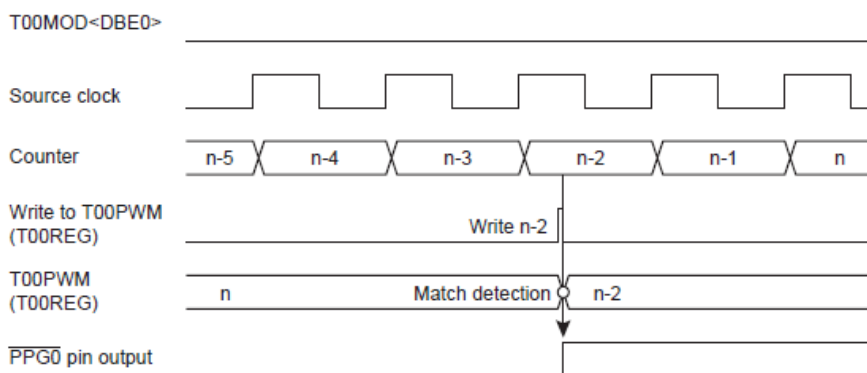 T00MOD<DBE0>
Source clock
Counter n-5 n-4 n-3 n-2 n-1 n
Write to T00PWM
(T00REG) Write n-2
T00PWM
(T00REG) n Match detection n-2
PPG0 pin output